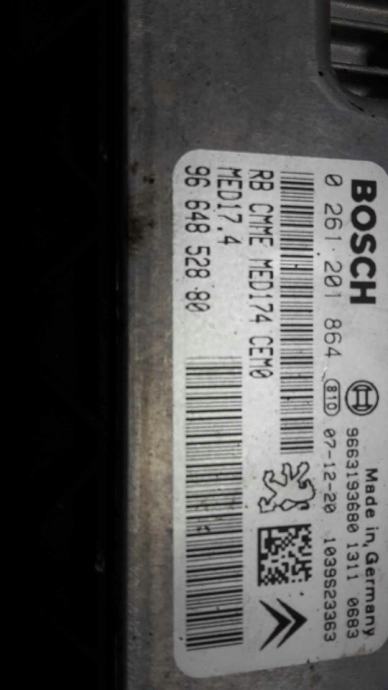 BOSCH
Made in Germany
0 261 201 864
9663193680 1311 0683
81D
07-12-20
1039S23363
RB CMME MED174 CEM0
MED17.4
96 648 528 80